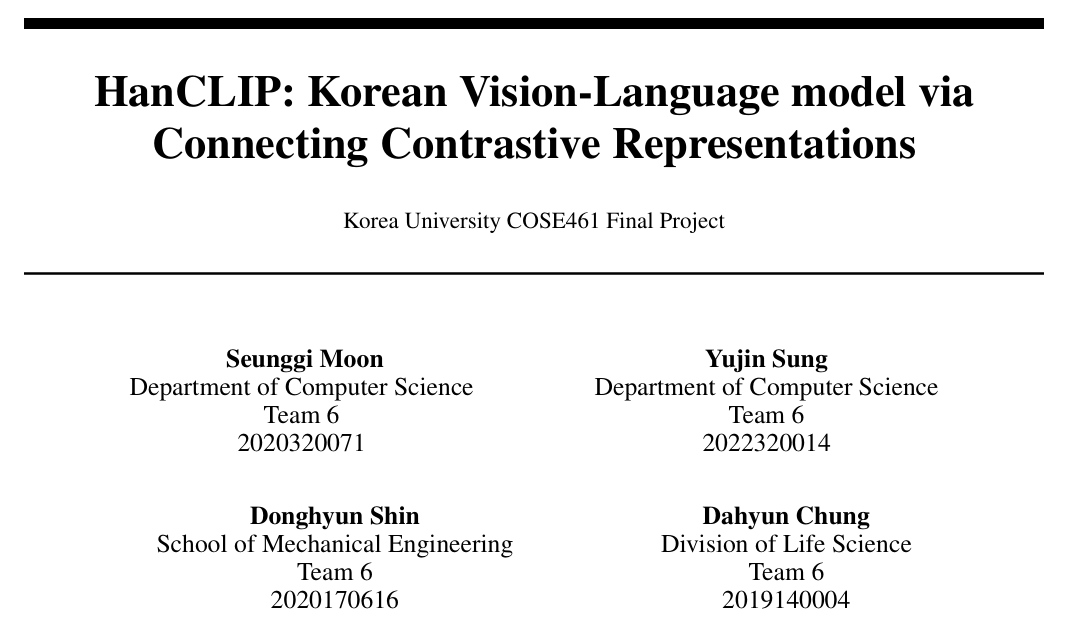 HanCLIP: Korean Vision-Language model via
Connecting Contrastive Representations
Korea University COSE461 Final Project
Seunggi Moon
Department of Computer Science
Team 6
2020320071
Yujin Sung
Department of Computer Science
Team 6
2022320014
Donghyun Shin
School of Mechanical Engineering
Team 6
2020170616
Dahyun Chung
Division of Life Science
Team 6
2019140004